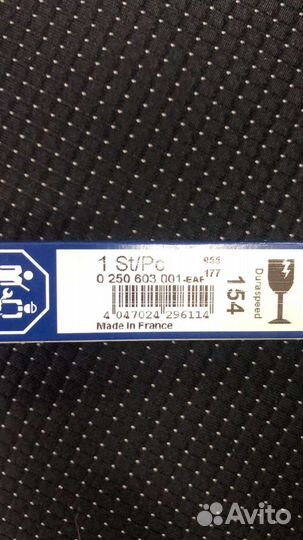 1 St/Pc
955
177
0 250 603 001-EAF
4 047024 296114
Made in France
154
Duraspeed
Avito